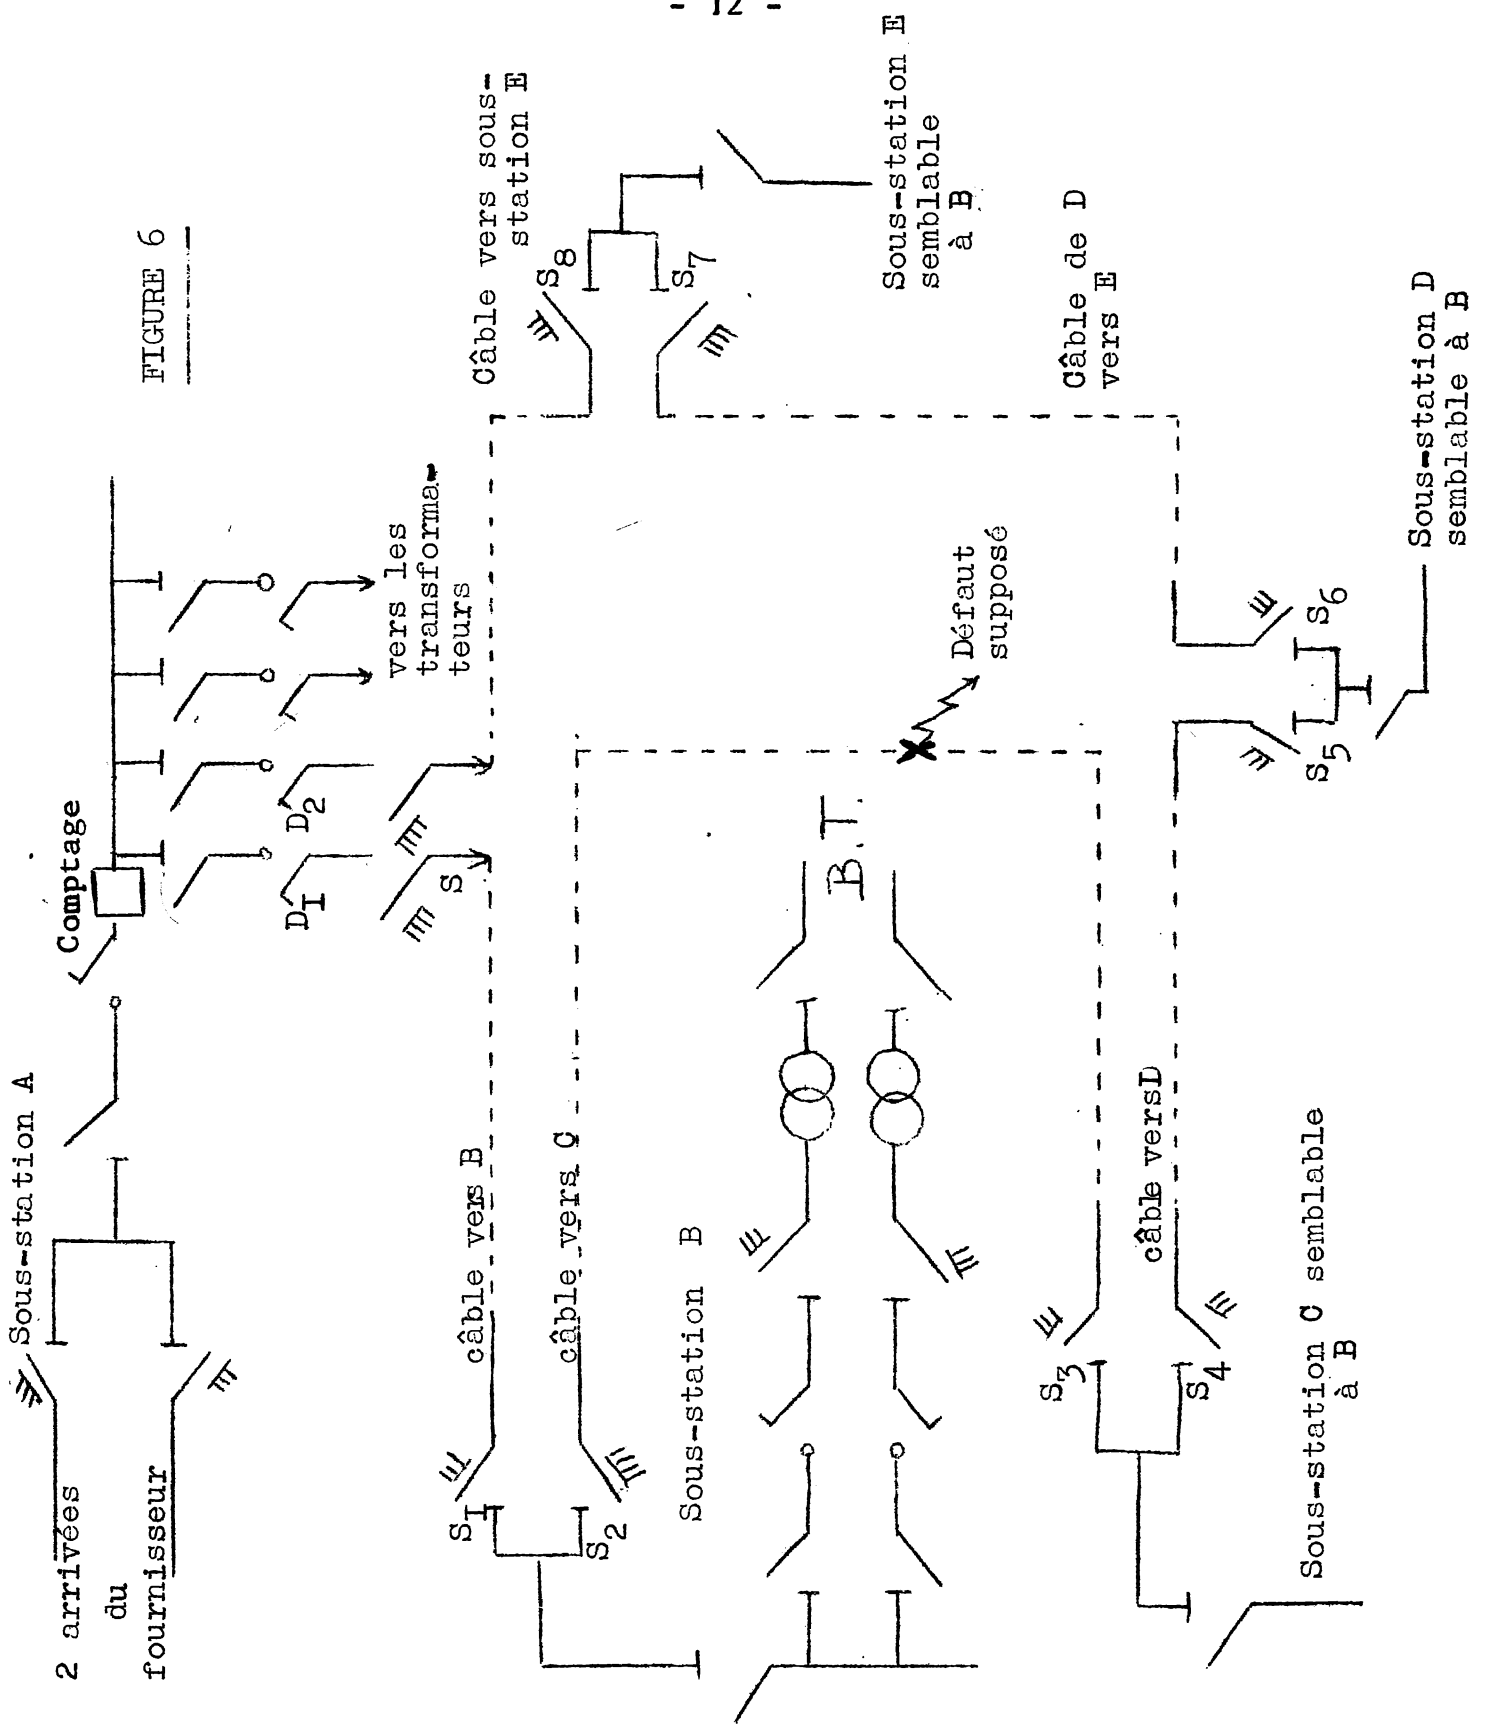 - 12 -
FIGURE 6
Sous-station A
2 arrivées
du
fournisseur
Comptage
D1
D2
S
vers les
transforma-
teurs
Câble vers sous-
station E
S8
S7
Sous-station E
semblable
à B
câble vers B
câble vers C
S1
S2
Sous-station B
B.T.
Défaut
supposé
Câble de D
vers E
S3
S4
câble vers D
Sous-station C semblable
à B
S5
S6
Sous-station D
semblable à B